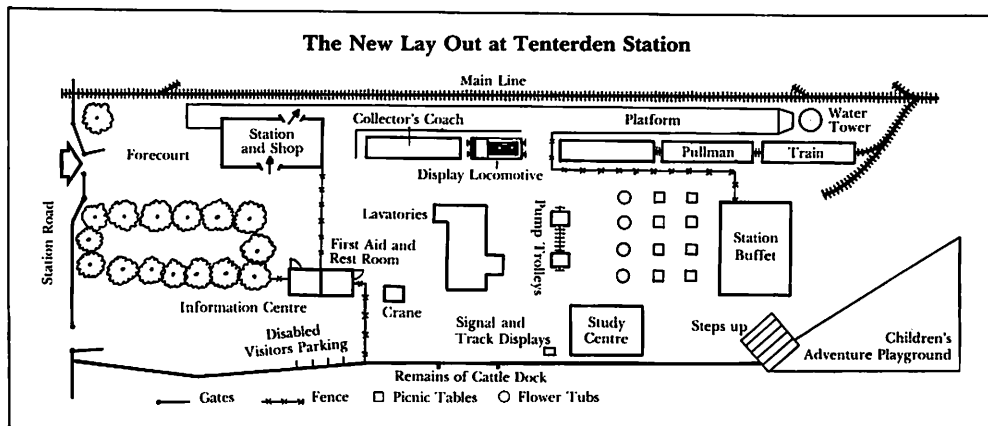 The New Lay Out at Tenterden Station
Main Line
Collector's Coach
Platform
Water
Tower
Station
and Shop
Forecourt
Pullman
Train
Display Locomotive
Station Road
Lavatories
Pump Trolleys
Station
Buffet
First Aid and
Rest Room
Information Centre
Crane
Disabled
Visitors Parking
Signal and
Track Displays
Study
Centre
Steps up
Children's
Adventure Playground
Remains of Cattle Dock
Gates
Fence
Picnic Tables
Flower Tubs